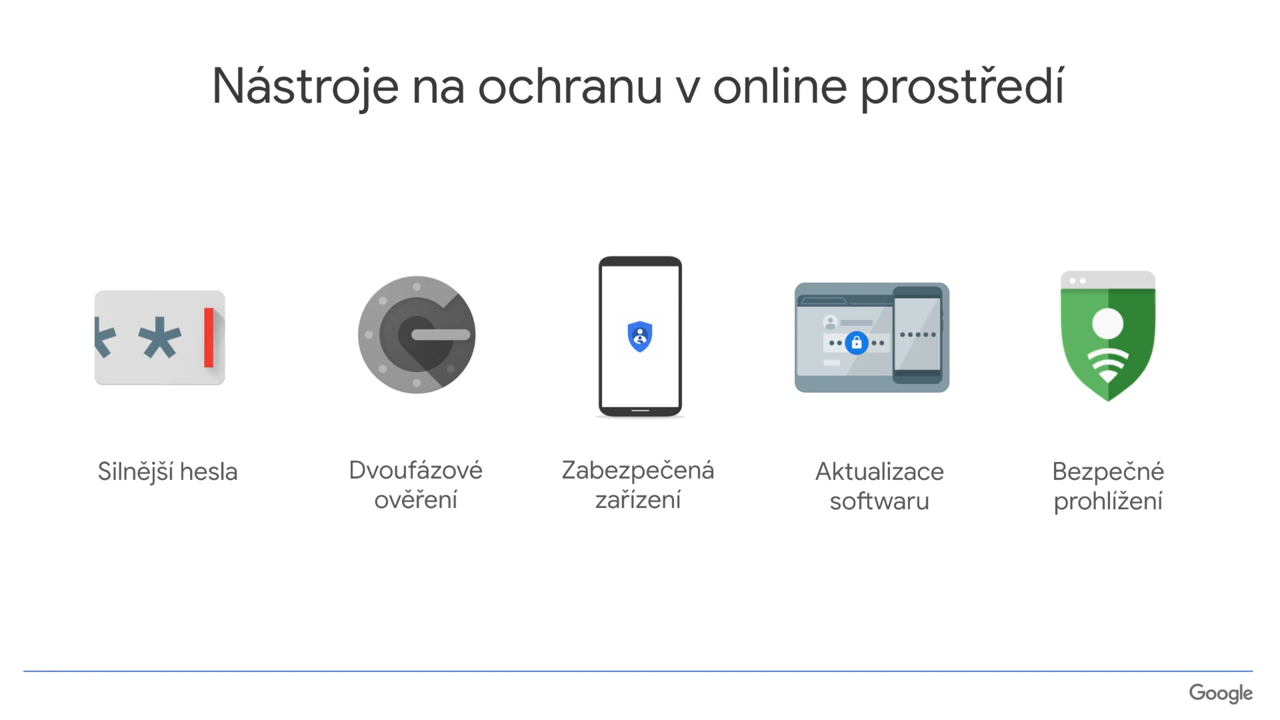 Nástroje na ochranu v online prostředí
Silnější hesla
Dvoufázové
ověření
Zabezpečená
zařízení
Aktualizace
softwaru
Bezpečné
prohlížení
Google